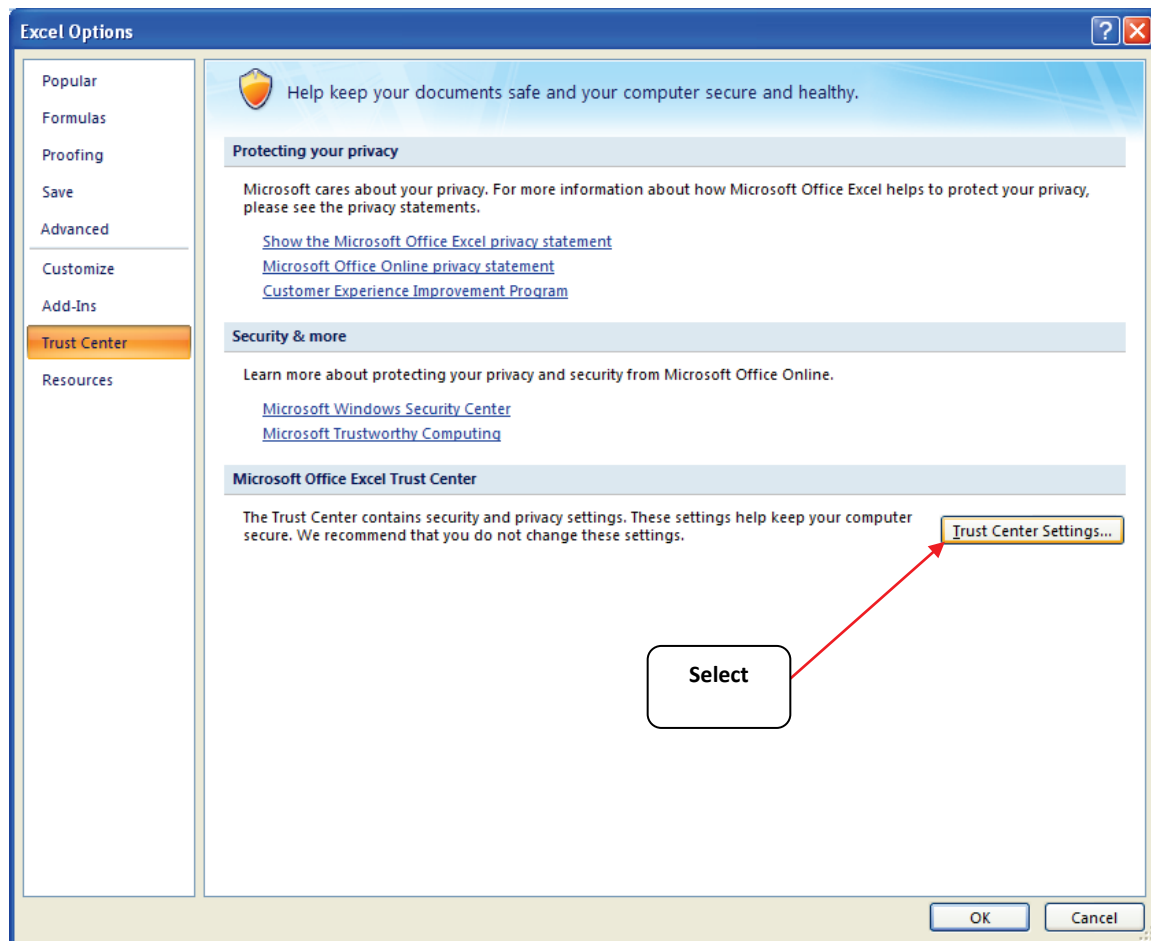 Excel Options
?
Popular
Formulas
Proofing
Save
Advanced
Customize
Add-Ins
Trust Center
Resources
Help keep your documents safe and your computer secure and healthy.
Protecting your privacy
Microsoft cares about your privacy. For more information about how Microsoft Office Excel helps to protect your privacy,
please see the privacy statements.
Show the Microsoft Office Excel privacy statement
Microsoft Office Online privacy statement
Customer Experience Improvement Program
Security & more
Learn more about protecting your privacy and security from Microsoft Office Online.
Microsoft Windows Security Center
Microsoft Trustworthy Computing
Microsoft Office Excel Trust Center
The Trust Center contains security and privacy settings. These settings help keep your computer
secure. We recommend that you do not change these settings.
Trust Center Settings...
Select
OK
Cancel